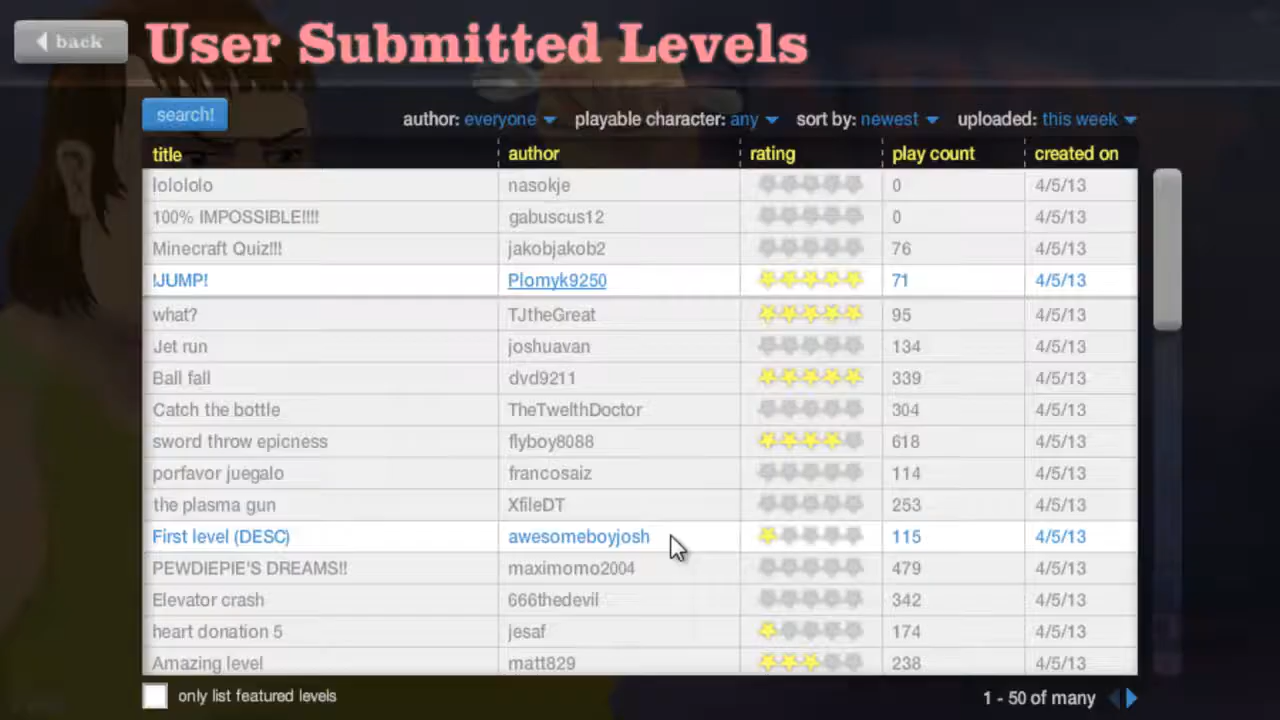 back
User Submitted Levels
search!
author: everyone playable character: any sort by: newest uploaded: this week
title author rating play count created on
lolololo nasokje 0 4/5/13
100% IMPOSSIBLE!!!! gabuscus12 0 4/5/13
Minecraft Quiz!!! jakobjakob2 76 4/5/13
!JUMP! Plomyk9250 71 4/5/13
what? TJtheGreat 95 4/5/13
Jet run joshuavan 134 4/5/13
Ball fall dvd9211 339 4/5/13
Catch the bottle TheTwelthDoctor 304 4/5/13
sword throw epicness flyboy8088 618 4/5/13
porfavor juegalo francosaiz 114 4/5/13
the plasma gun XfileDT 253 4/5/13
First level (DESC) awesomeboyjosh 115 4/5/13
PEWDIEPIE'S DREAMS!! maximomo2004 479 4/5/13
Elevator crash 666thedevil 342 4/5/13
heart donation 5 jesaf 174 4/5/13
Amazing level matt829 238 4/5/13
only list featured levels 1 - 50 of many